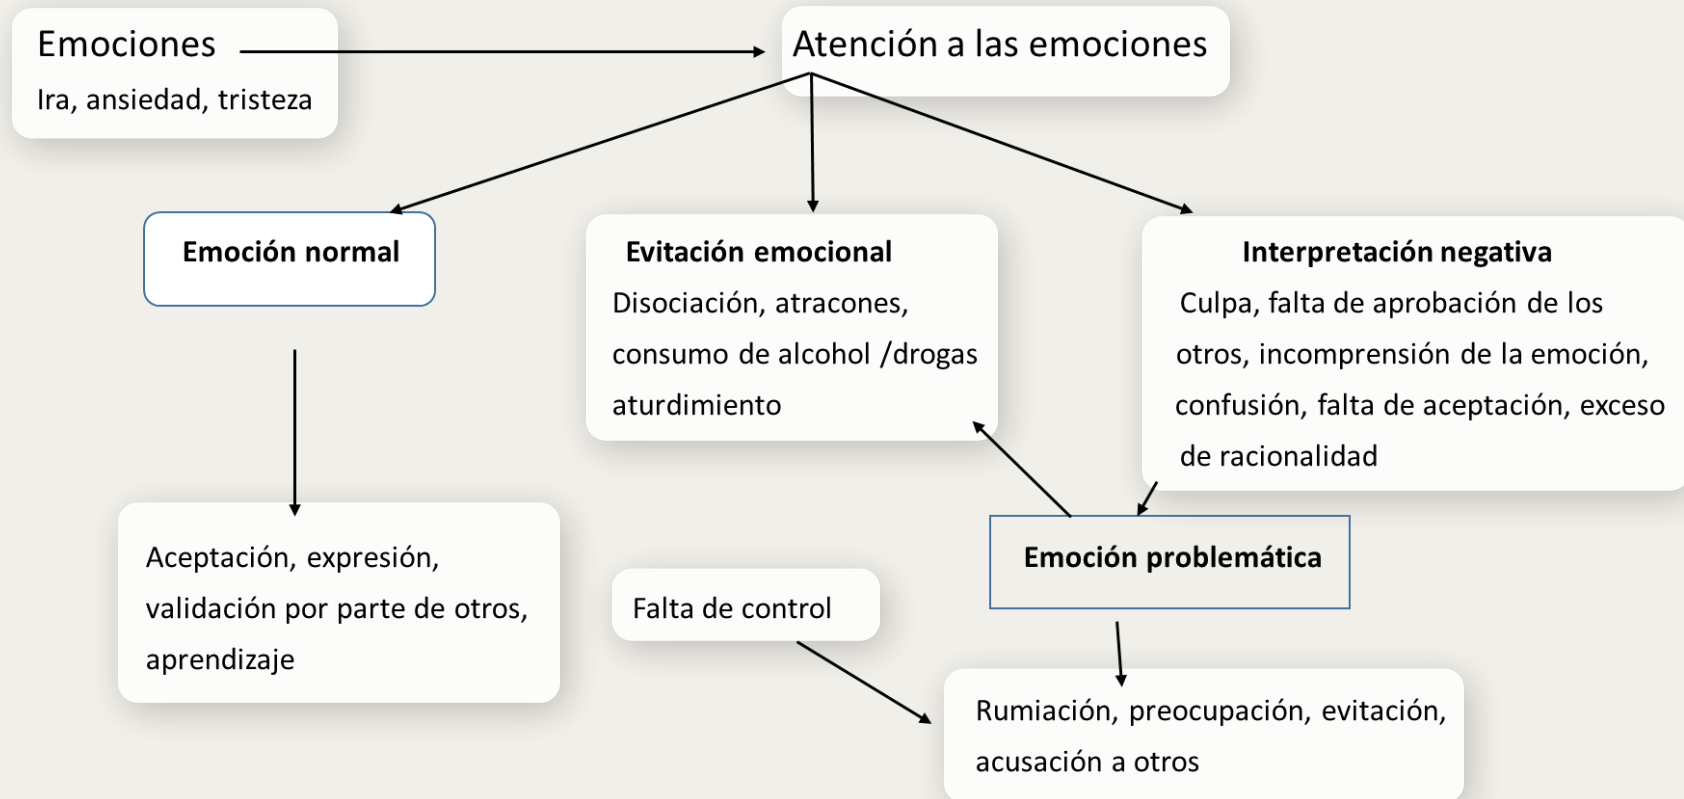 Emociones
Ira, ansiedad, tristeza
Atención a las emociones
Emoción normal
Evitación emocional
Disociación, atracones,
consumo de alcohol /drogas
aturdimiento
Interpretación negativa
Culpa, falta de aprobación de los
otros, incomprensión de la emoción,
confusión, falta de aceptación, exceso
de racionalidad
Aceptación, expresión,
validación por parte de otros,
aprendizaje
Falta de control
Emoción problemática
Rumiación, preocupación, evitación,
acusación a otros